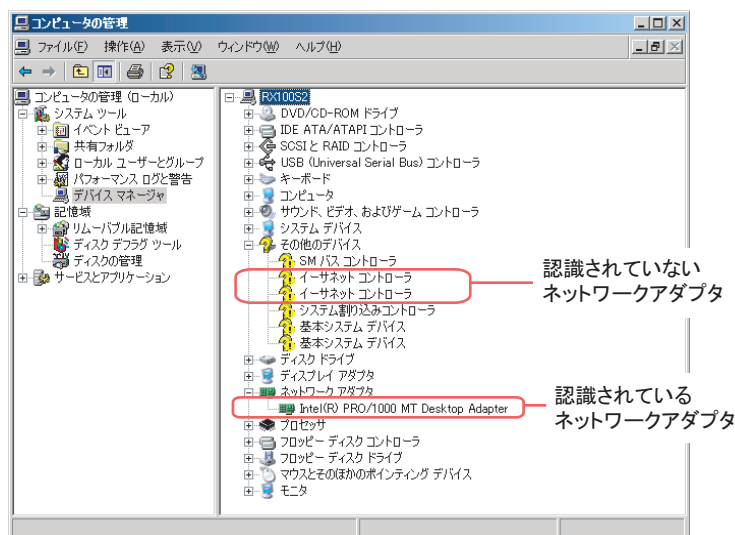 コンピュータの管理
ファイル(F) 操作(A) 表示(V) ウィンドウ(W) ヘルプ(H)
コンピュータの管理 (ローカル)
システム ツール
イベント ビューア
共有フォルダ
ローカル ユーザーとグループ
パフォーマンス ログと警告
デバイス マネージャ
記憶域
リムーバブル記憶域
ディスク デフラグ ツール
ディスクの管理
サービスとアプリケーション
RX100S2
DVD/CD-ROM ドライブ
IDE ATA/ATAPI コントローラ
SCSI と RAID コントローラ
USB (Universal Serial Bus) コントローラ
キーボード
コンピュータ
サウンド、ビデオ、およびゲーム コントローラ
システム デバイス
その他のデバイス
SM バス コントローラ
イーサネット コントローラ
イーサネット コントローラ
システム割り込みコントローラ
基本システム デバイス
基本システム デバイス
ディスク ドライブ
ディスプレイ アダプタ
ネットワーク アダプタ
Intel(R) PRO/1000 MT Desktop Adapter
プロセッサ
フロッピー ディスク コントローラ
フロッピー ディスク ドライブ
マウスとそのほかのポインティング デバイス
モニタ
認識されていない
ネットワークアダプタ
認識されている
ネットワークアダプタ